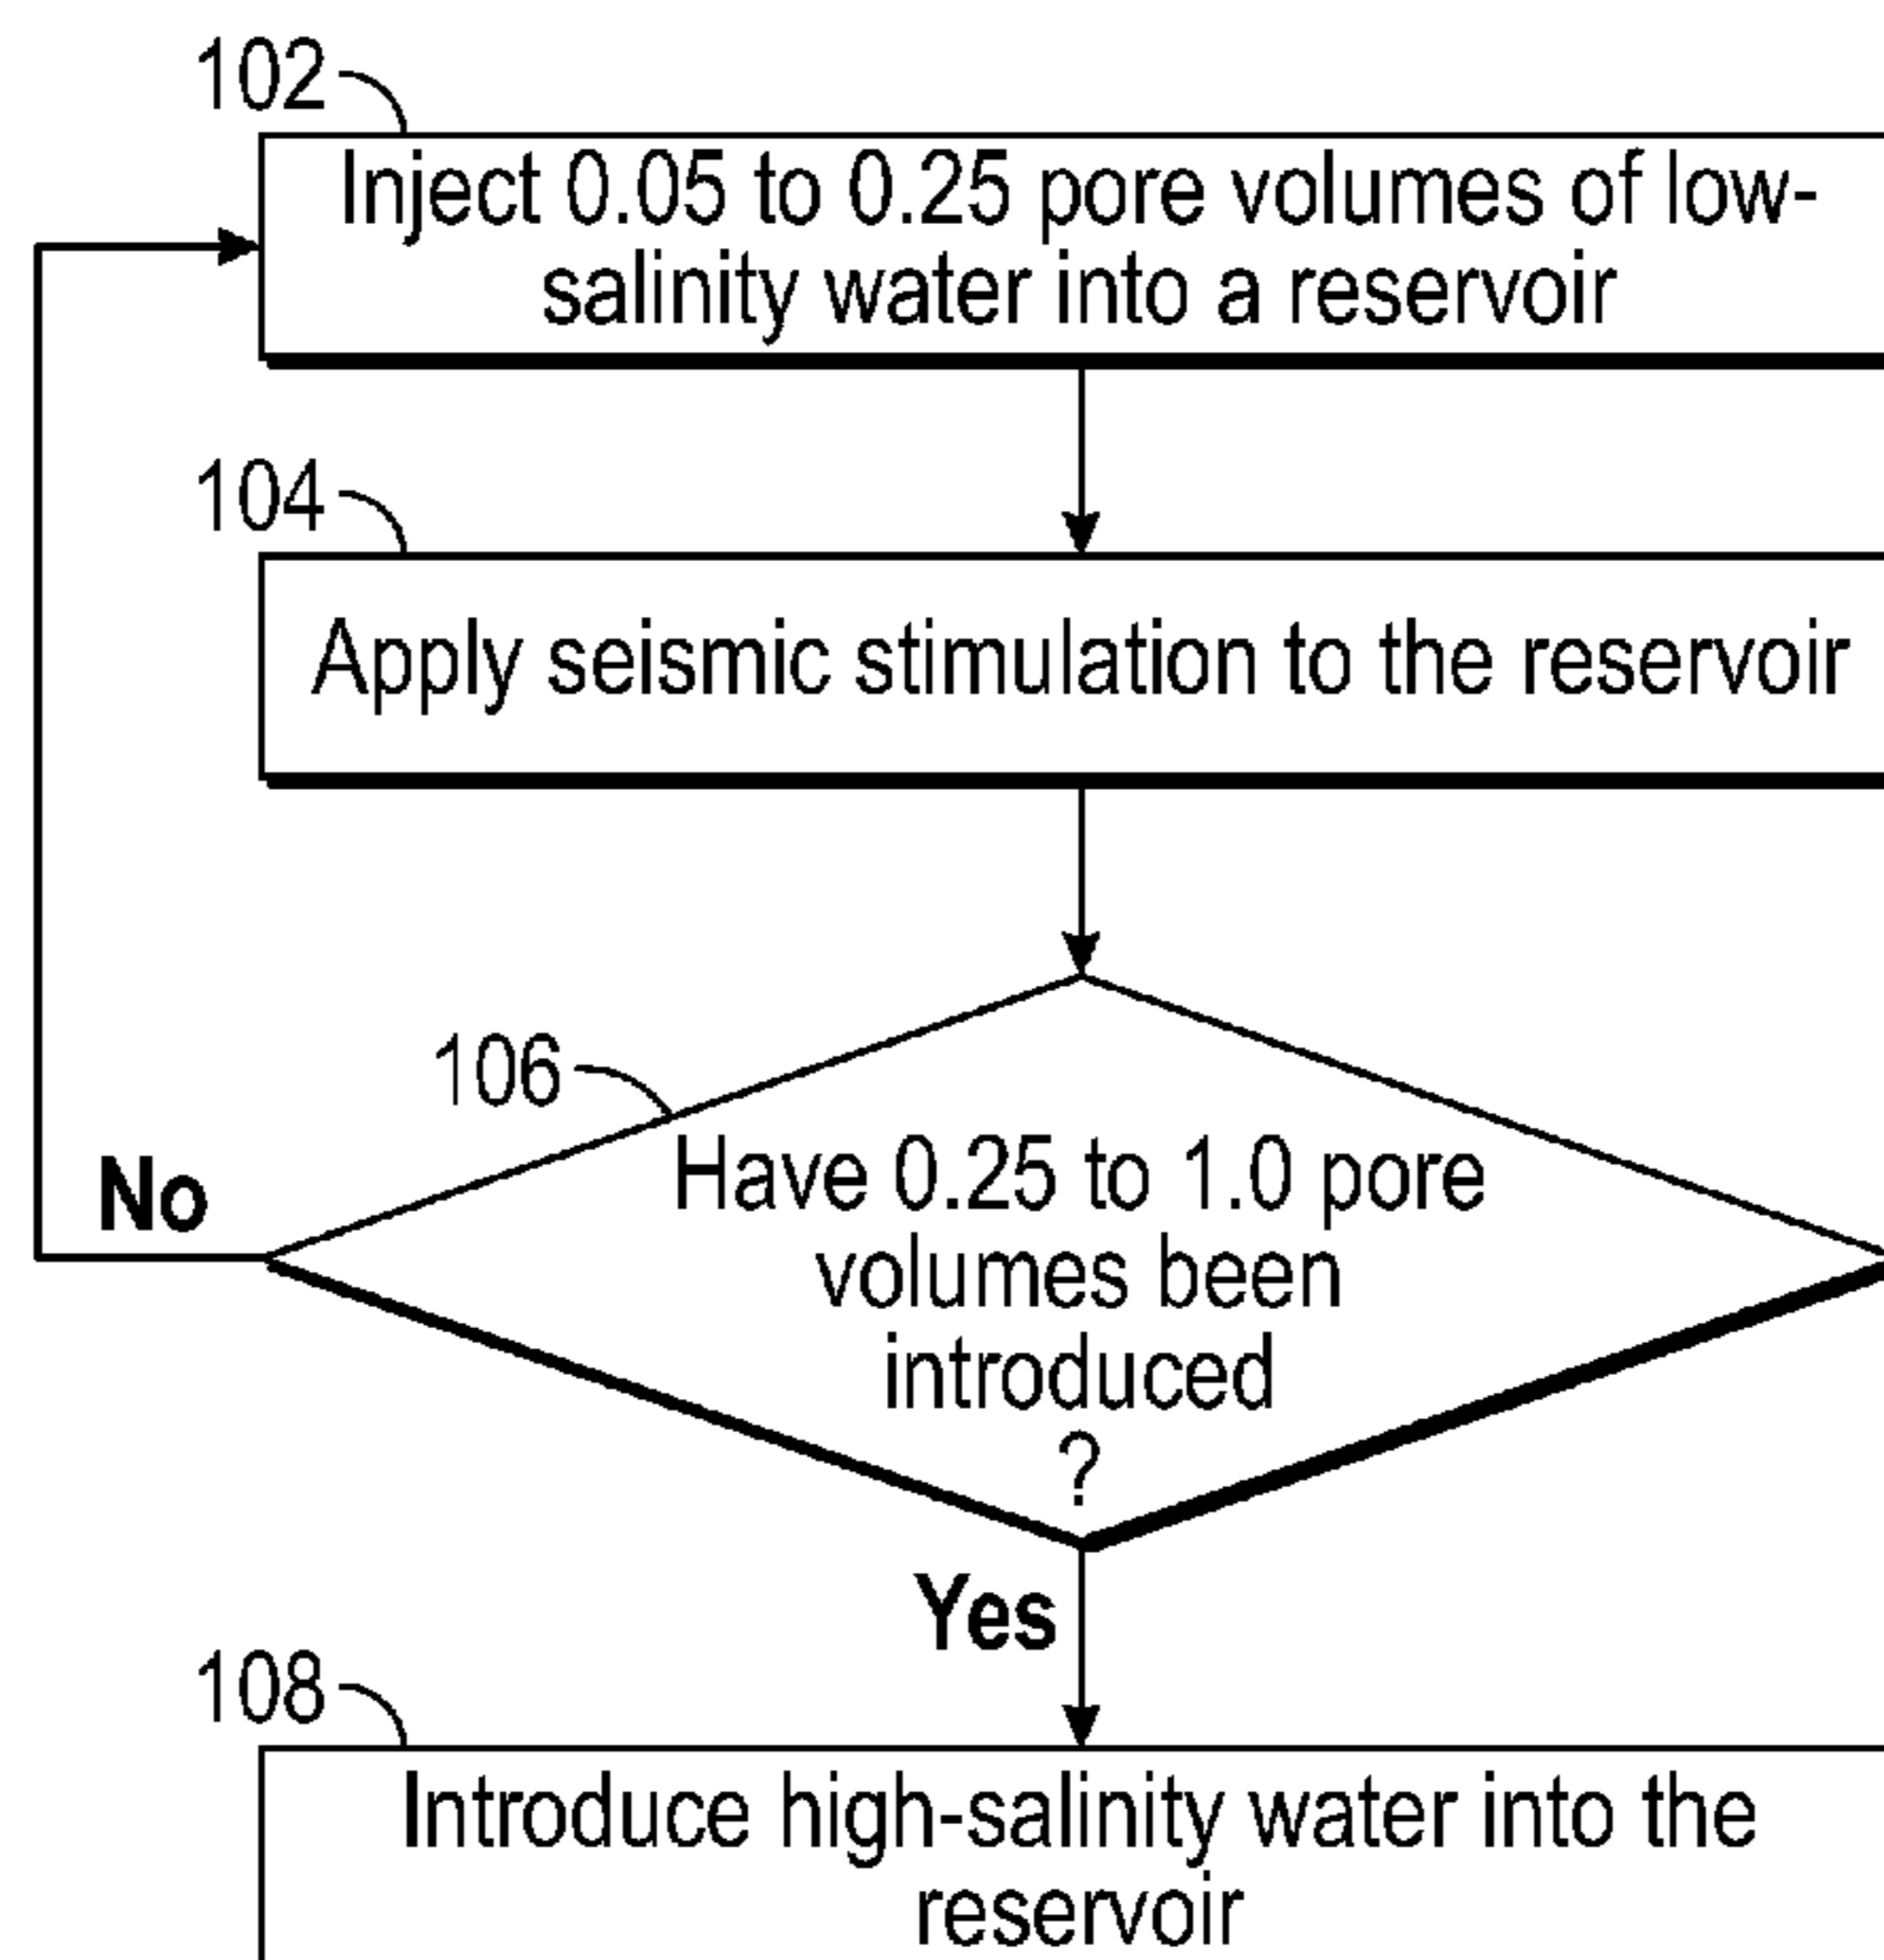 102
Inject 0.05 to 0.25 pore volumes of low-
salinity water into a reservoir
104
Apply seismic stimulation to the reservoir
106
Have 0.25 to 1.0 pore
volumes been
introduced
?
No
Yes
108
Introduce high-salinity water into the
reservoir